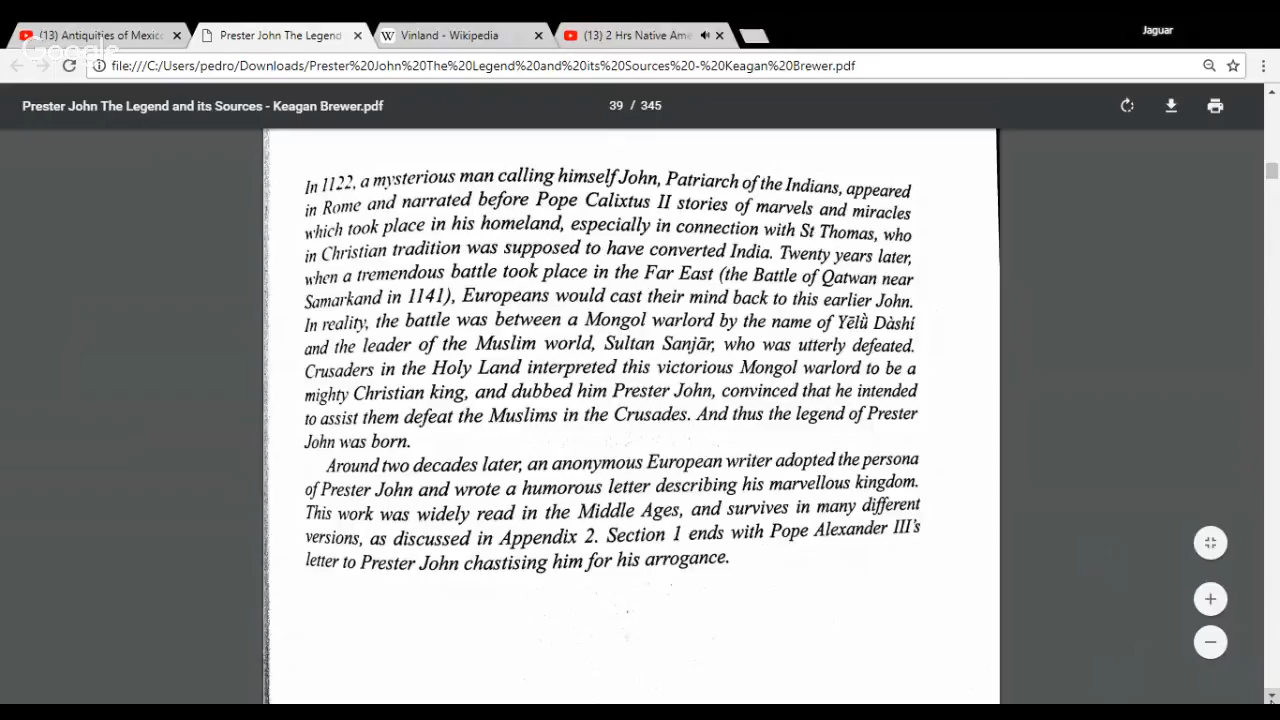 Jaguar
(13) Antiquities of Mexico
Prester John The Legend
Vinland - Wikipedia
(13) 2 Hrs Native Ame
Google
file:///C:/Users/pedro/Downloads/Prester%20John%20The%20Legend%20and%20its%20Sources%20-%20Keagan%20Brewer.pdf
Prester John The Legend and its Sources - Keagan Brewer.pdf
39 / 345
In 1122, a mysterious man calling himself John, Patriarch of the Indians, appeared
in Rome and narrated before Pope Calixtus II stories of marvels and miracles
which took place in his homeland, especially in connection with St Thomas, who
in Christian tradition was supposed to have converted India. Twenty years later,
when a tremendous battle took place in the Far East (the Battle of Qatwan near
Samarkand in 1141), Europeans would cast their mind back to this earlier John.
In reality, the battle was between a Mongol warlord by the name of Yēlǜ Dàshí
and the leader of the Muslim world, Sultan Sanjār, who was utterly defeated.
Crusaders in the Holy Land interpreted this victorious Mongol warlord to be a
mighty Christian king, and dubbed him Prester John, convinced that he intended
to assist them defeat the Muslims in the Crusades. And thus the legend of Prester
John was born.
Around two decades later, an anonymous European writer adopted the persona
of Prester John and wrote a humorous letter describing his marvellous kingdom.
This work was widely read in the Middle Ages, and survives in many different
versions, as discussed in Appendix 2. Section 1 ends with Pope Alexander III's
letter to Prester John chastising him for his arrogance.